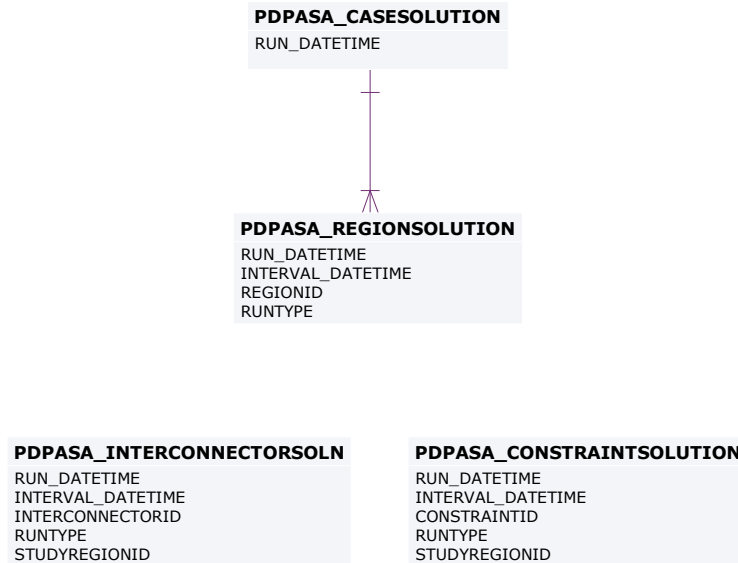 PDPASA_CASESOLUTION
RUN_DATETIME
PDPASA_REGIONSOLUTION
RUN_DATETIME
INTERVAL_DATETIME
REGIONID
RUNTYPE
PDPASA_INTERCONNECTORSOLN
RUN_DATETIME
INTERVAL_DATETIME
INTERCONNECTORID
RUNTYPE
STUDYREGIONID
PDPASA_CONSTRAINTSOLUTION
RUN_DATETIME
INTERVAL_DATETIME
CONSTRAINTID
RUNTYPE
STUDYREGIONID